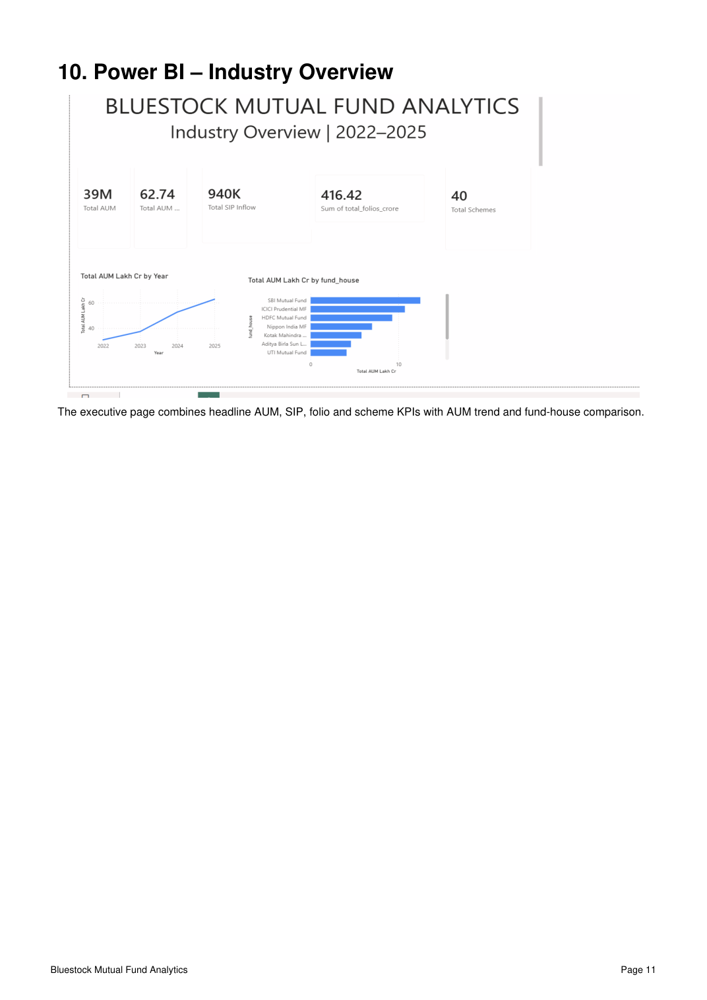 10. Power BI – Industry Overview
BLUESTOCK MUTUAL FUND ANALYTICS
Industry Overview | 2022–2025
39M
Total AUM
62.74
Total AUM ...
940K
Total SIP Inflow
416.42
Sum of total_folios_crore
40
Total Schemes
Total AUM Lakh Cr by Year
Total AUM Lakh Cr
60
40
2022 2023 2024 2025
Year
Total AUM Lakh Cr by fund_house
fund_house
SBI Mutual Fund
ICICI Prudential MF
HDFC Mutual Fund
Nippon India MF
Kotak Mahindra ...
Aditya Birla Sun L...
UTI Mutual Fund
0 10
Total AUM Lakh Cr
The executive page combines headline AUM, SIP, folio and scheme KPIs with AUM trend and fund-house comparison.
Bluestock Mutual Fund Analytics Page 11